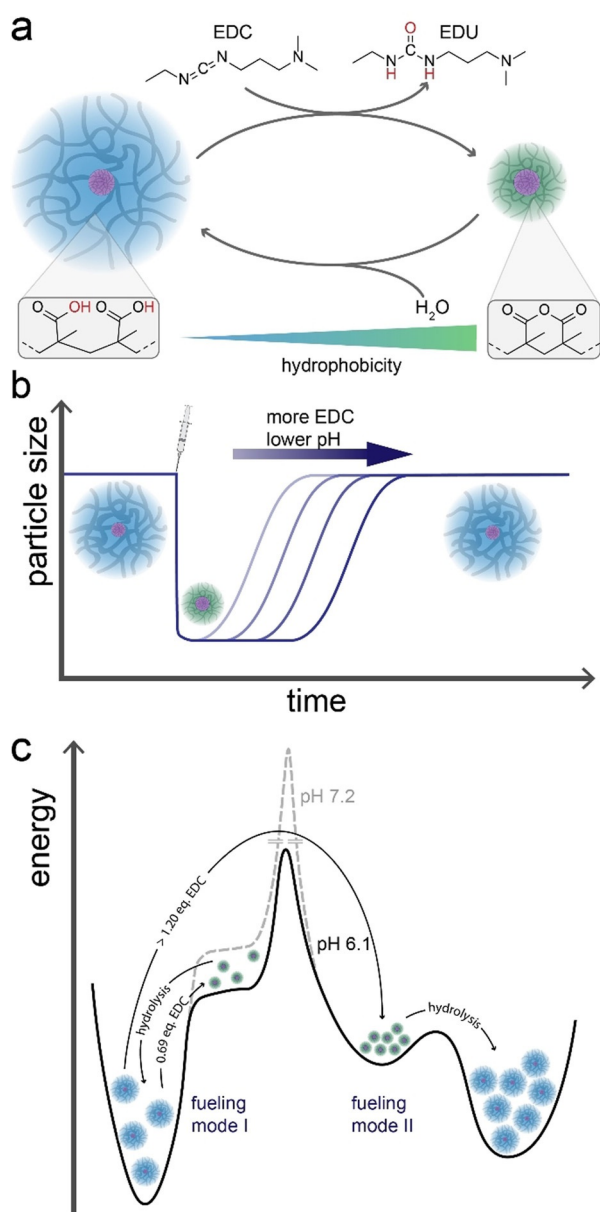 a
EDC
EDU
N=C=N
N
O
N
H
C
N
H
N
O
OH
O
OH
H2O
O
O
O
hydrophobicity
b
particle size
more EDC
lower pH
time
c
energy
pH 7.2
> 1.20 eq. EDC
pH 6.1
hydrolysis
0.69 eq. EDC
hydrolysis
fueling
mode I
fueling
mode II